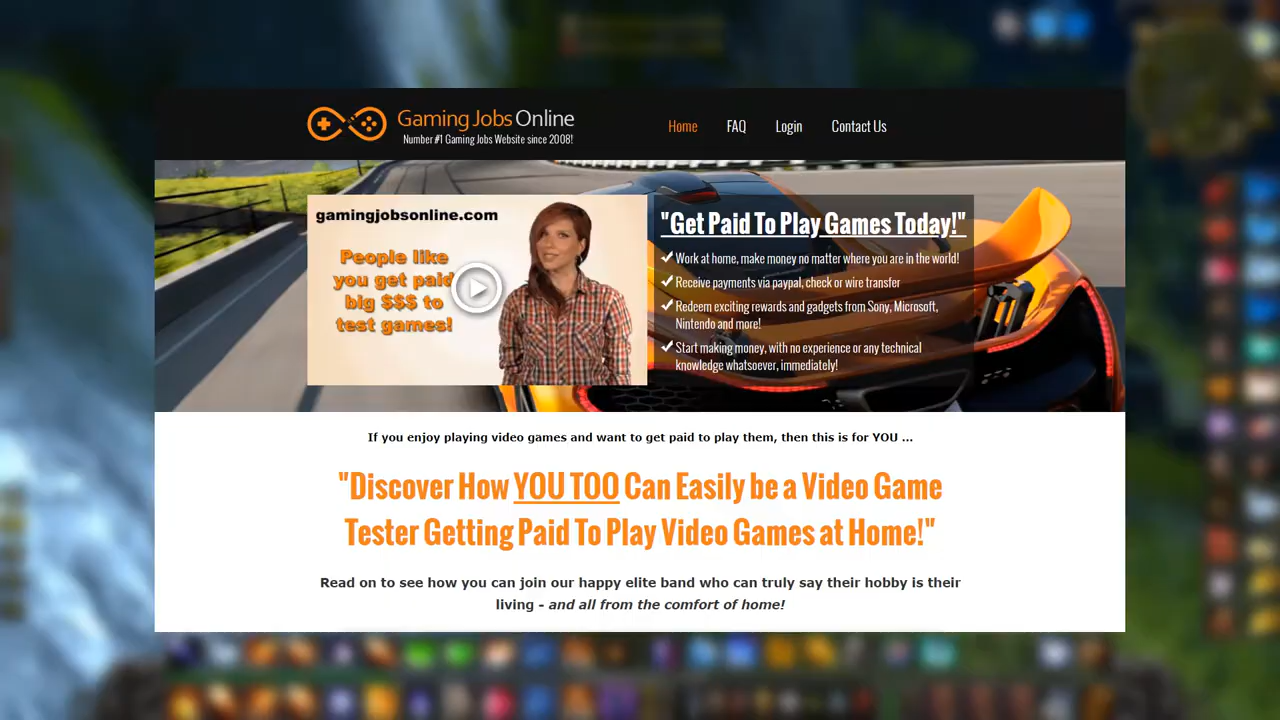 Gaming Jobs Online
Number #1 Gaming Jobs Website since 2008!
Home FAQ Login Contact Us
gamingjobsonline.com
People like
you get paid
big $$$ to
test games!
"Get Paid To Play Games Today!"
Work at home, make money no matter where you are in the world!
Receive payments via paypal, check or wire transfer
Redeem exciting rewards and gadgets from Sony, Microsoft,
Nintendo and more!
Start making money, with no experience or any technical
knowledge whatsoever, immediately!
If you enjoy playing video games and want to get paid to play them, then this is for YOU ...
"Discover How YOU TOO Can Easily be a Video Game
Tester Getting Paid To Play Video Games at Home!"
Read on to see how you can join our happy elite band who can truly say their hobby is their
living - and all from the comfort of home!